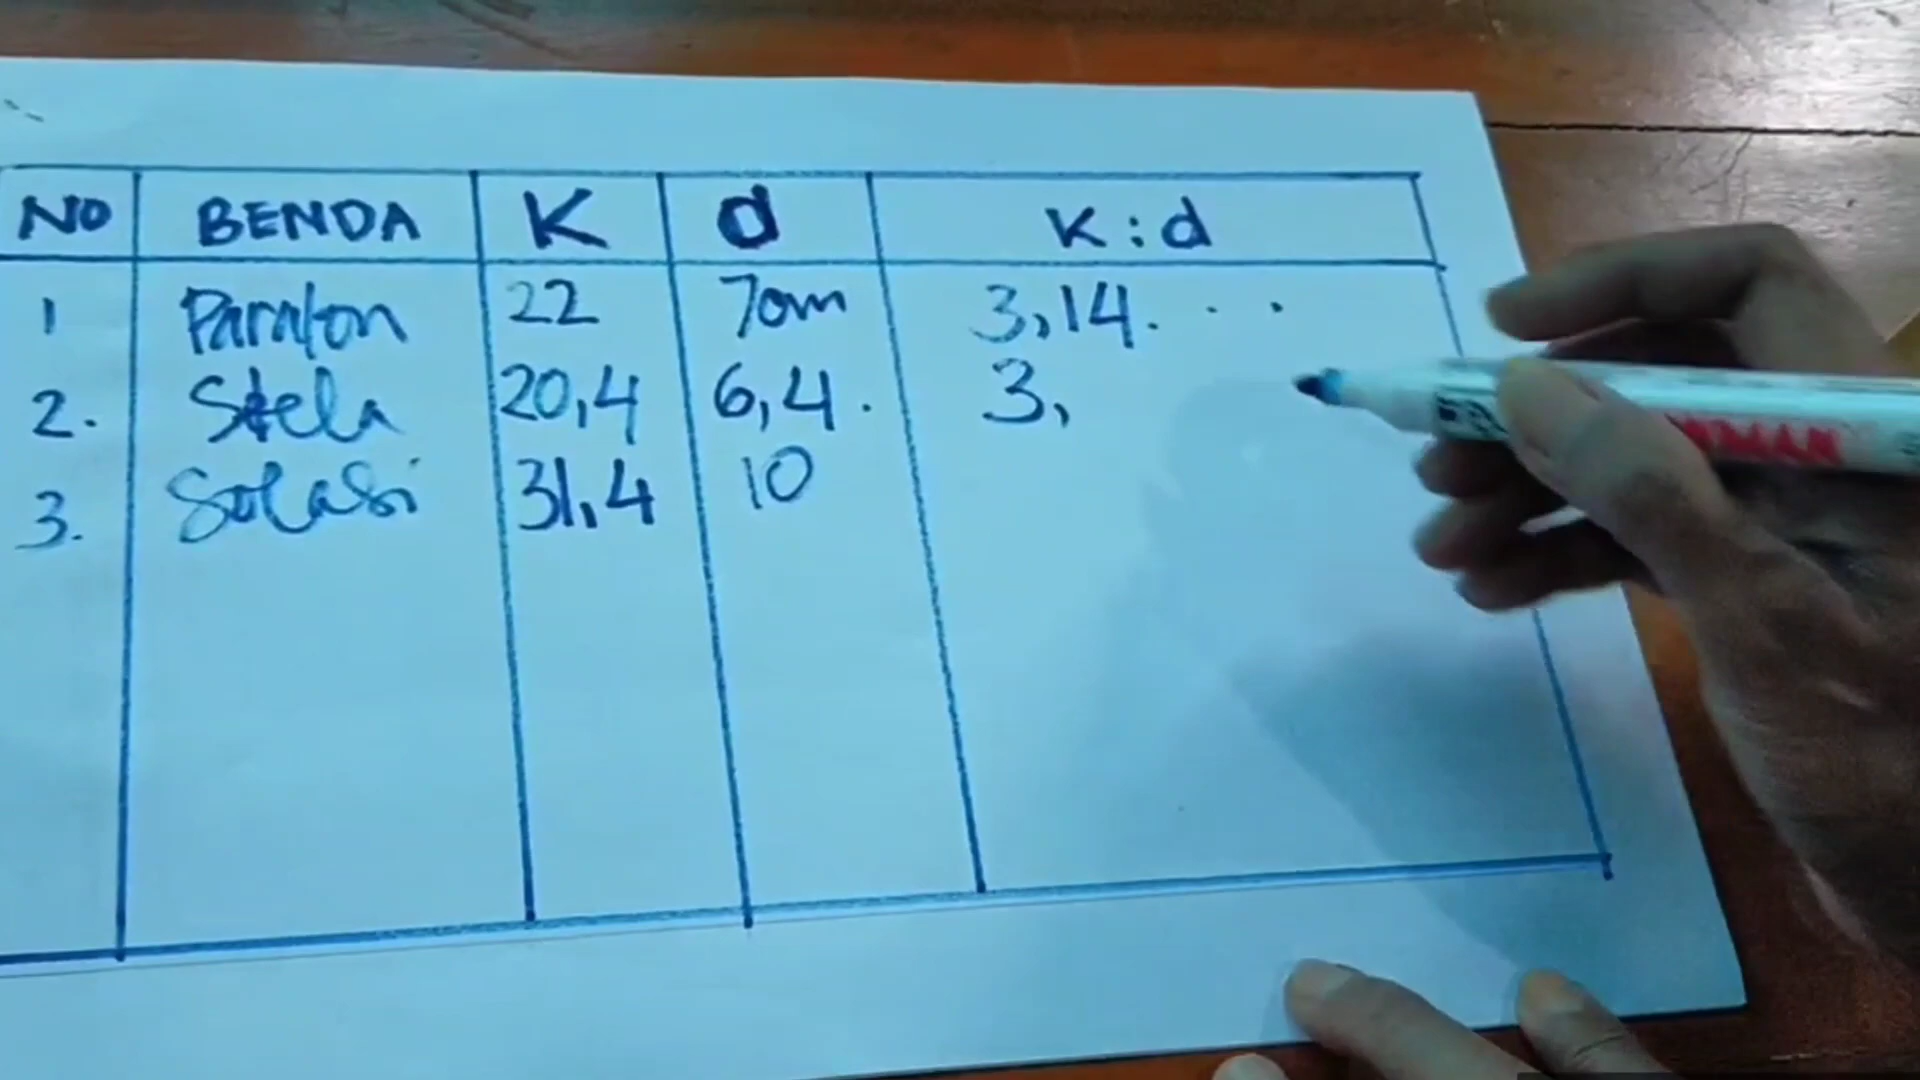 NO BENDA K d K : d
1 Paralon 22 7cm 3,14. . .
2. Stela 20,4 6,4. 3,
3. Solasi 31,4 10